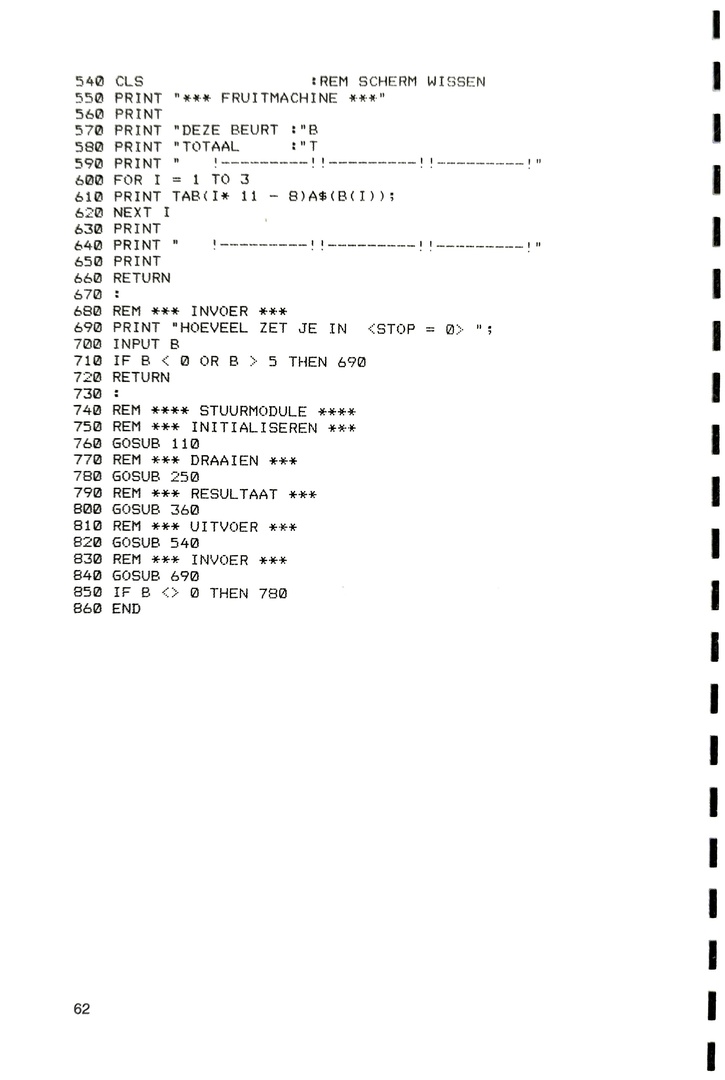 540 CLS                     :REM SCHERM WISSEN
550 PRINT "*** FRUITMACHINE ***"
560 PRINT
570 PRINT "DEZE BEURT :"B
580 PRINT "TOTAAL     :"T
590 PRINT "    !---------!!---------!!---------!"
600 FOR I = 1 TO 3
610 PRINT TAB(I* 11 - 8)A$(B(I));
620 NEXT I
630 PRINT
640 PRINT "    !---------!!---------!!---------!"
650 PRINT
660 RETURN
670 :
680 REM *** INVOER ***
690 PRINT "HOEVEEL ZET JE IN  <STOP = 0> ";
700 INPUT B
710 IF B < 0 OR B > 5 THEN 690
720 RETURN
730 :
740 REM **** STUURMODULE ****
750 REM *** INITIALISEREN ***
760 GOSUB 110
770 REM *** DRAAIEN ***
780 GOSUB 250
790 REM *** RESULTAAT ***
800 GOSUB 360
810 REM *** UITVOER ***
820 GOSUB 540
830 REM *** INVOER ***
840 GOSUB 690
850 IF B <> 0 THEN 780
860 END
62